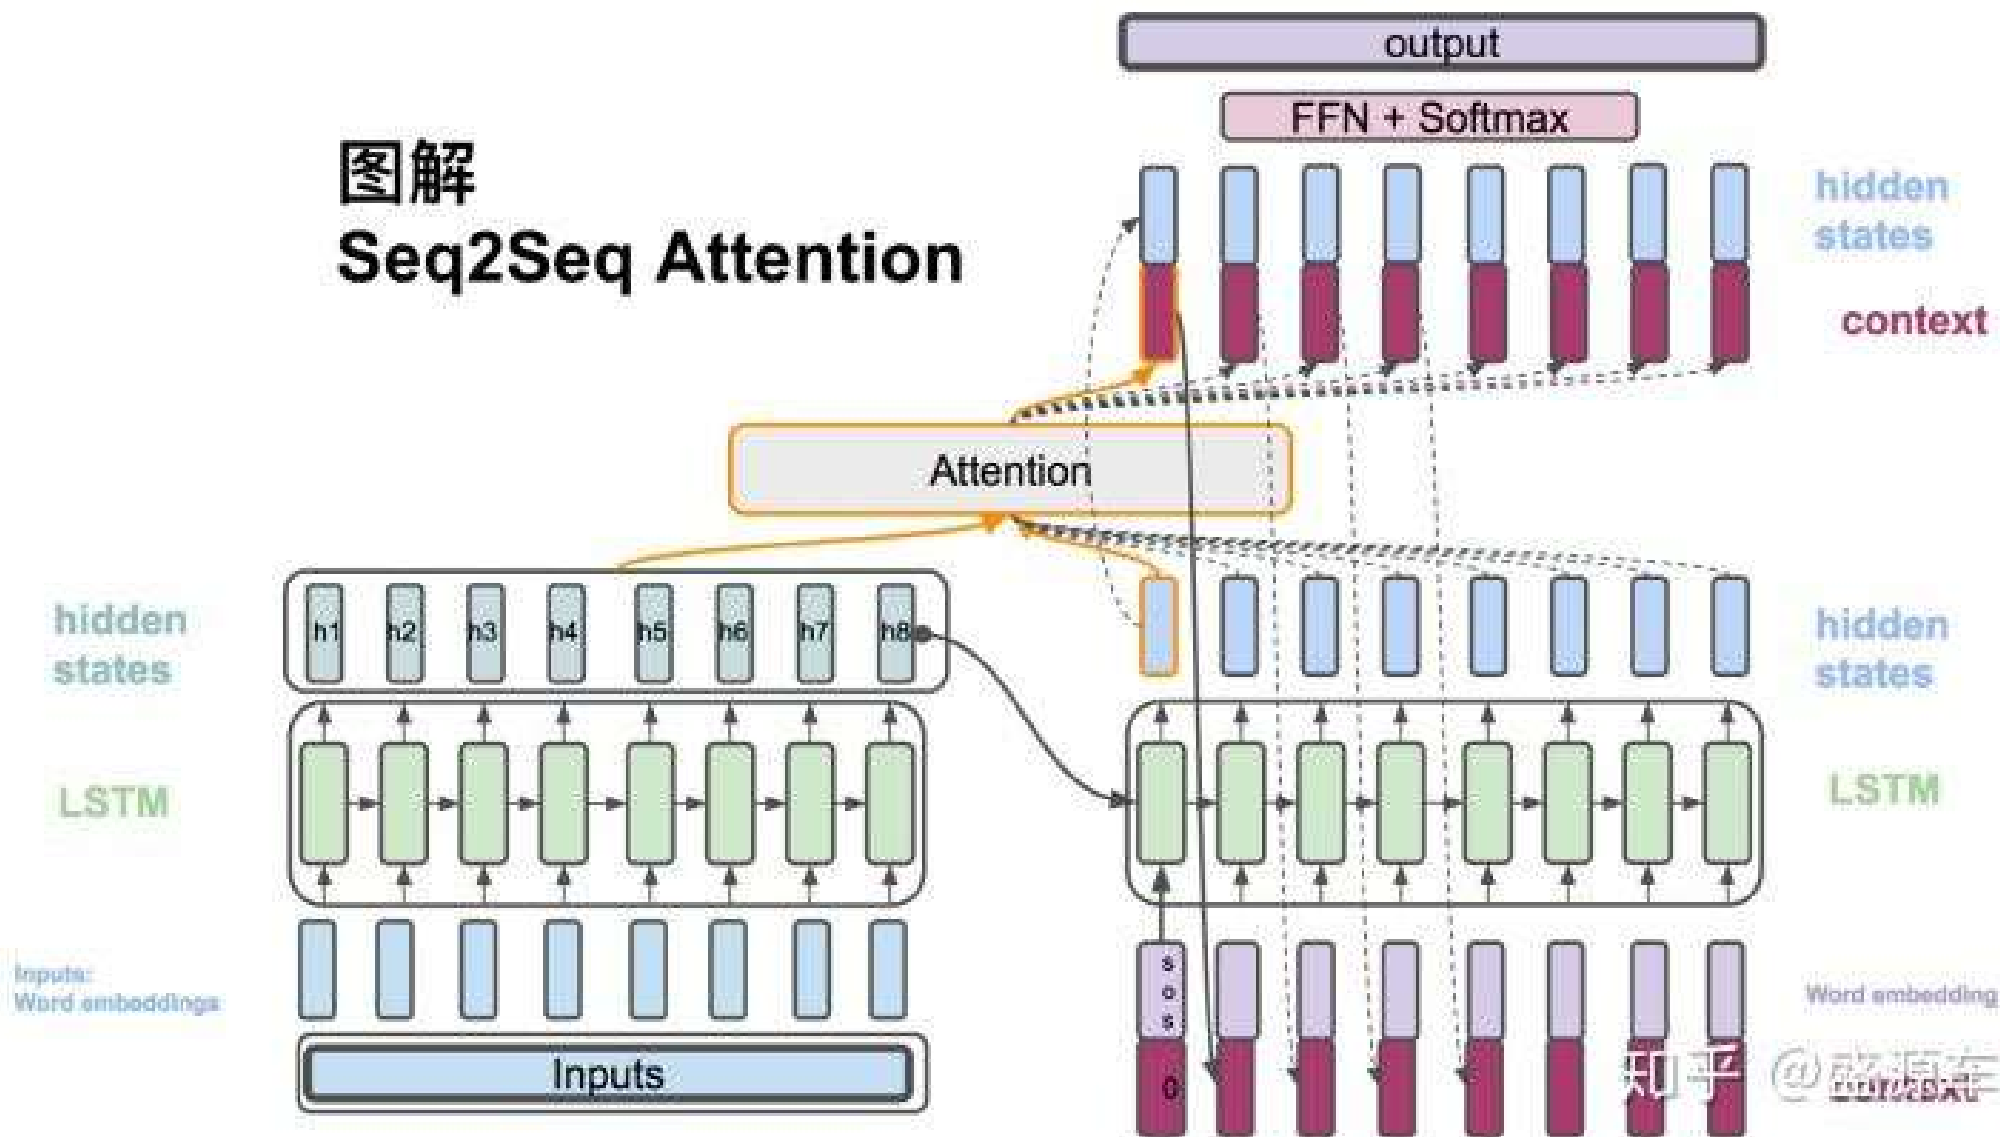 output
FFN + Softmax
图解
Seq2Seq Attention
hidden
states
context
Attention
hidden
states
h1 h2 h3 h4 h5 h6 h7 h8
hidden
states
LSTM
LSTM
Inputs:
Word embeddings
s
o
s
Word embedding
Inputs
0
知乎 @
context